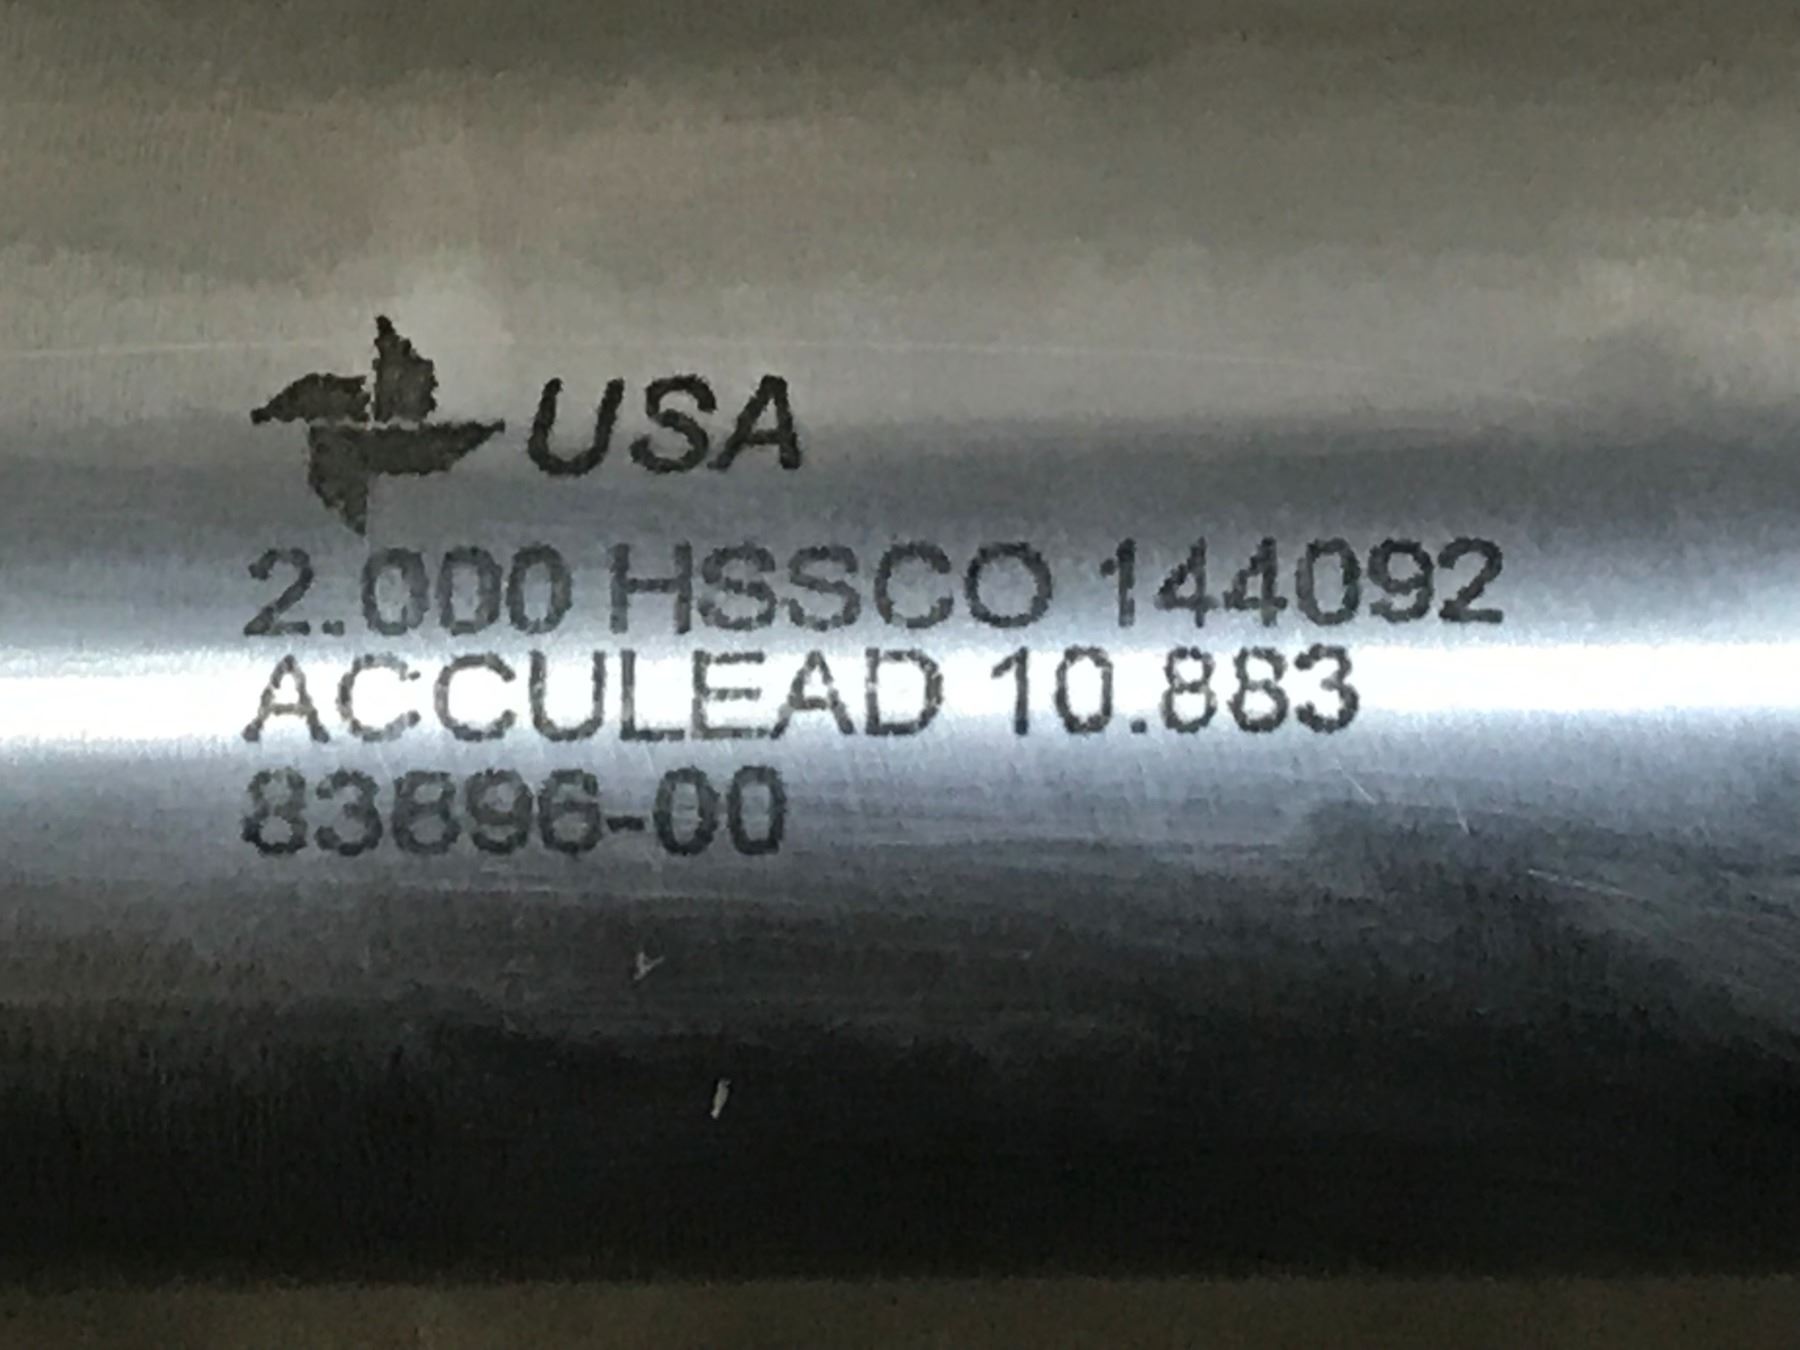 USA
2.000 HSSCO 144092
ACCULEAD 10.883
83896-00